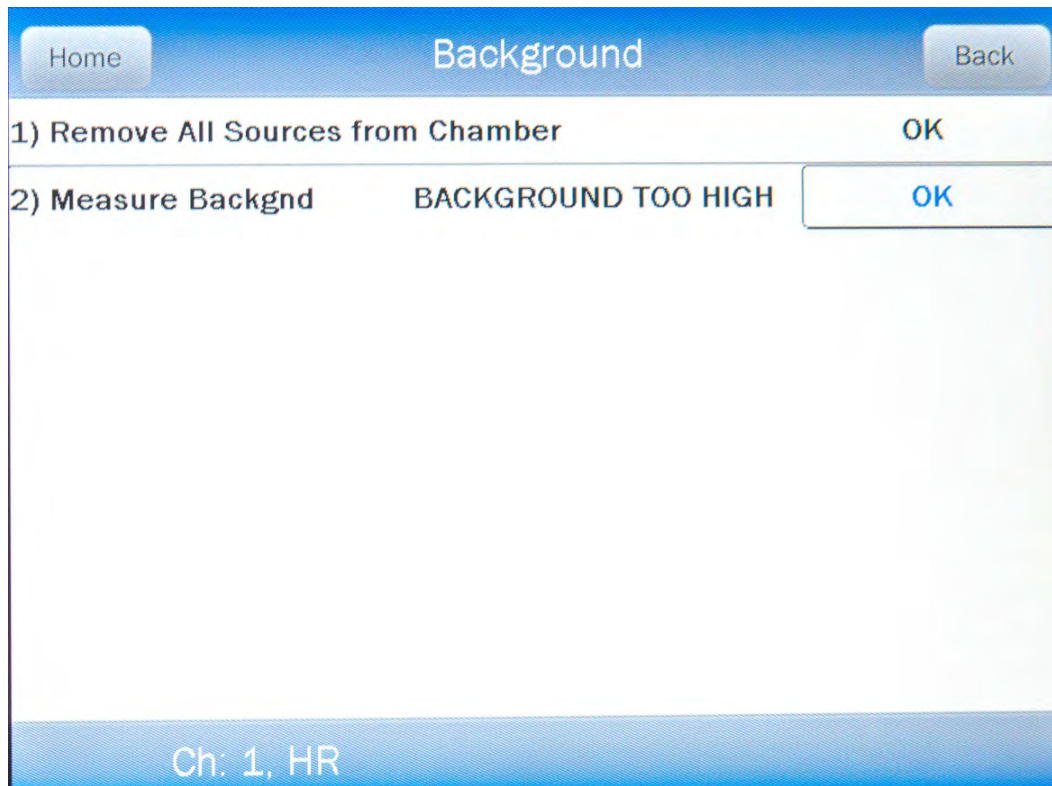 Home Background Back
1) Remove All Sources from Chamber OK
2) Measure Backgnd BACKGROUND TOO HIGH OK
Ch: 1, HR